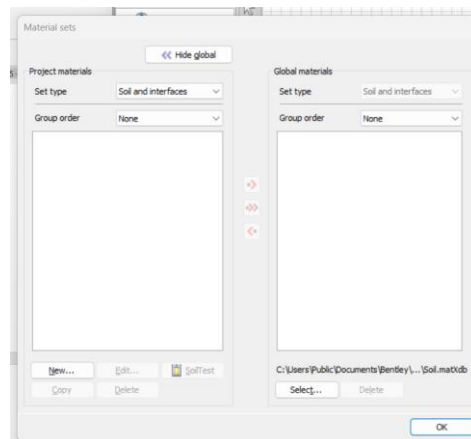 Material sets
Hide global
Project materials
Set type
Soil and interfaces
Group order
None
New...
Edit...
SoilTest
Copy
Delete
Global materials
Set type
Soil and interfaces
Group order
None
C:\Users\Public\Documents\Bentley\...\Soil.matXdb
Select...
Delete
OK